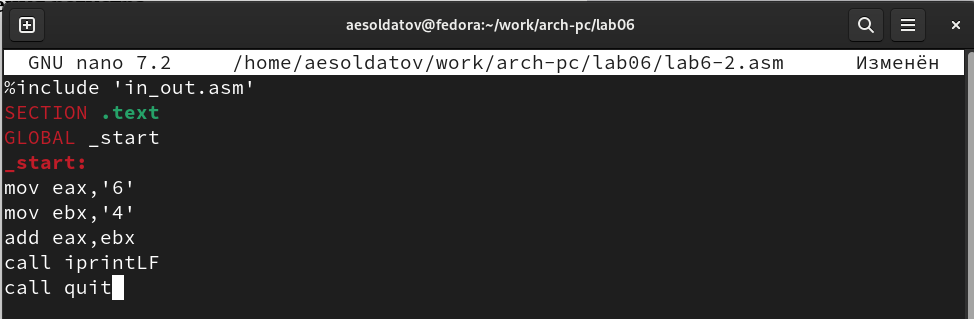 aesoldatov@fedora:~/work/arch-pc/lab06
GNU nano 7.2 /home/aesoldatov/work/arch-pc/lab06/lab6-2.asm Изменён
%include 'in_out.asm'
SECTION .text
GLOBAL _start
_start:
mov eax,'6'
mov ebx,'4'
add eax,ebx
call iprintLF
call quit